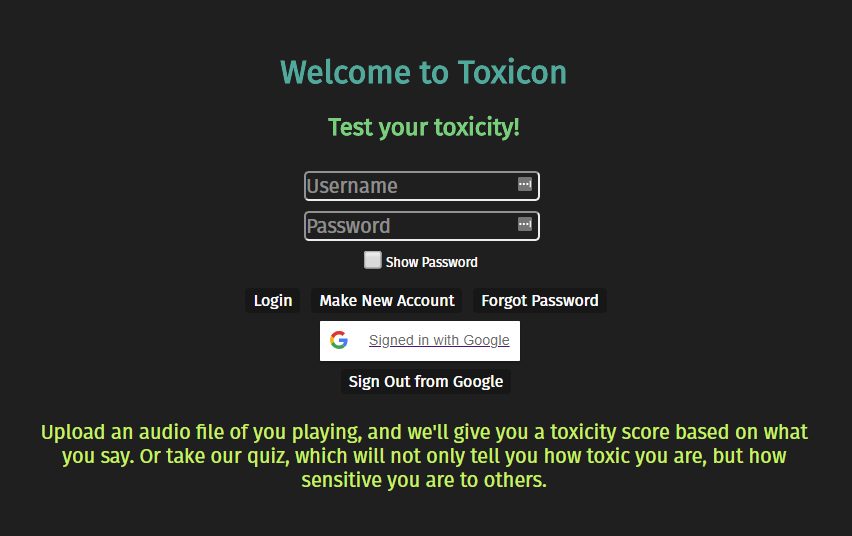 Welcome to Toxicon
Test your toxicity!
Username
Password
Show Password
Login Make New Account Forgot Password
Signed in with Google
Sign Out from Google
Upload an audio file of you playing, and we'll give you a toxicity score based on what
you say. Or take our quiz, which will not only tell you how toxic you are, but how
sensitive you are to others.